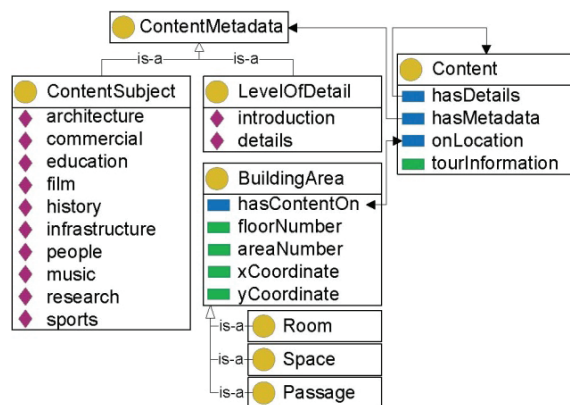 ContentMetadata
is-a
is-a
ContentSubject
architecture
commercial
education
film
history
infrastructure
people
music
research
sports
LevelOfDetail
introduction
details
Content
hasDetails
hasMetadata
onLocation
tourInformation
BuildingArea
hasContentOn
floorNumber
areaNumber
xCoordinate
yCoordinate
is-a
Room
is-a
Space
is-a
Passage